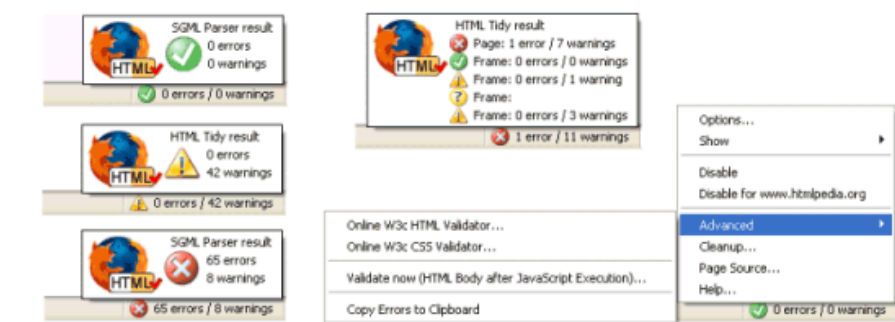 SGML Parser result
0 errors
0 warnings
HTML
0 errors / 0 warnings
HTML Tidy result
0 errors
42 warnings
HTML
0 errors / 42 warnings
SGML Parser result
65 errors
8 warnings
HTML
65 errors / 8 warnings
HTML Tidy result
Page: 1 error / 7 warnings
Frame: 0 errors / 0 warnings
HTML
Frame: 0 errors / 1 warning
Frame:
Frame: 0 errors / 3 warnings
1 error / 11 warnings
Online W3c HTML Validator...
Online W3c CSS Validator...
Validate now (HTML Body after JavaScript Execution)...
Copy Errors to Clipboard
Options...
Show
Disable
Disable for www.htmlpedia.org
Advanced
Cleanup...
Page Source...
Help...
0 errors / 0 warnings